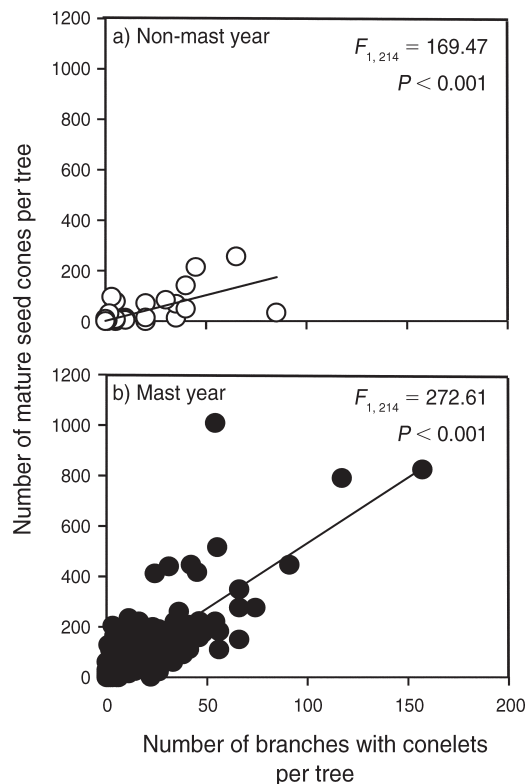 Number of mature seed cones per tree
1200
1000
800
600
400
200
0
a) Non-mast year
F1, 214 = 169.47
P < 0.001
1200
1000
800
600
400
200
0
b) Mast year
F1, 214 = 272.61
P < 0.001
0 50 100 150 200
Number of branches with conelets
per tree